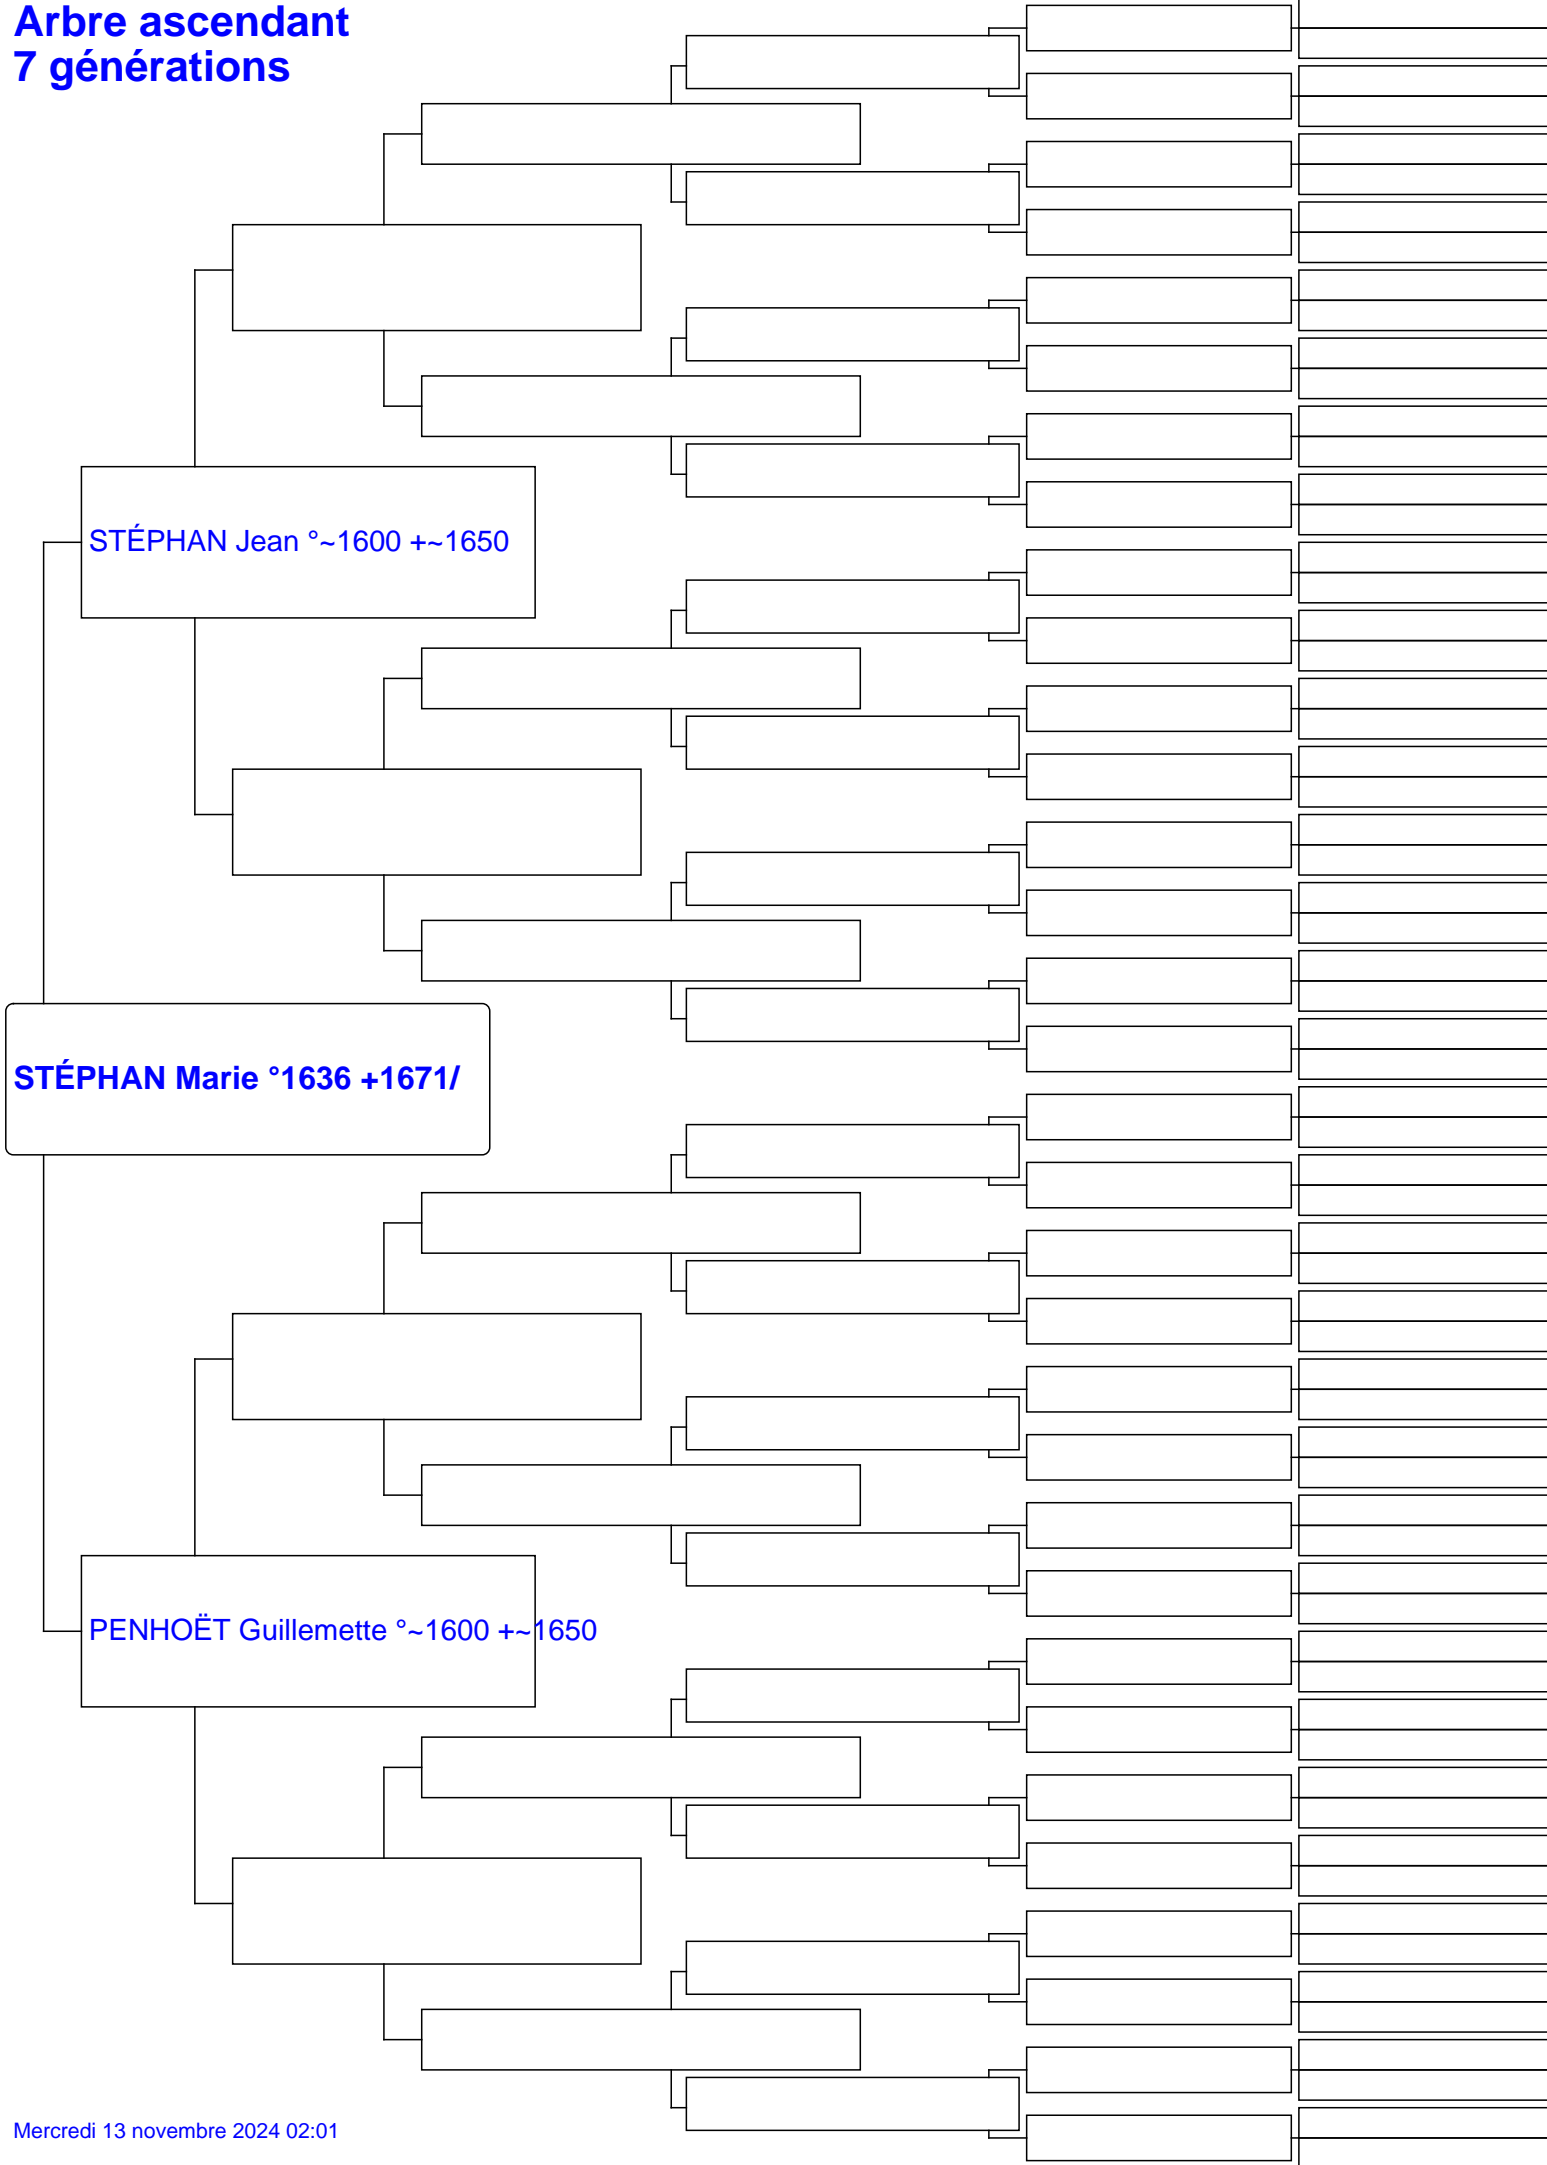 Arbre ascendant
7 générations
STÉPHAN Jean °~1600 +~1650
STÉPHAN Marie °1636 +1671/
PENHOËT Guillemette °~1600 +~1650
Mercredi 13 novembre 2024 02:01